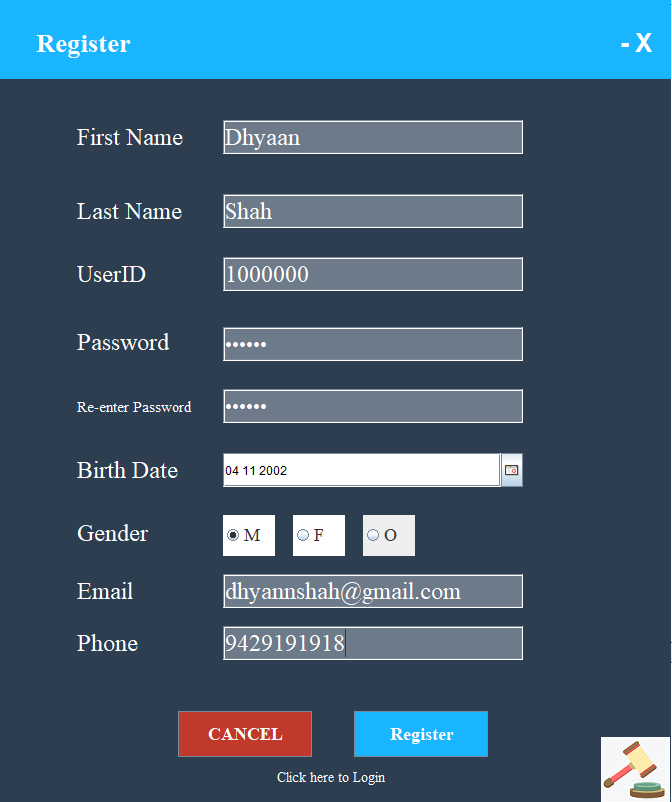 Register - X
First Name Dhyaan
Last Name Shah
UserID 1000000
Password ••••••
Re-enter Password ••••••
Birth Date 04 11 2002
Gender M F O
Email dhyannshah@gmail.com
Phone 9429191918
CANCEL Register
Click here to Login